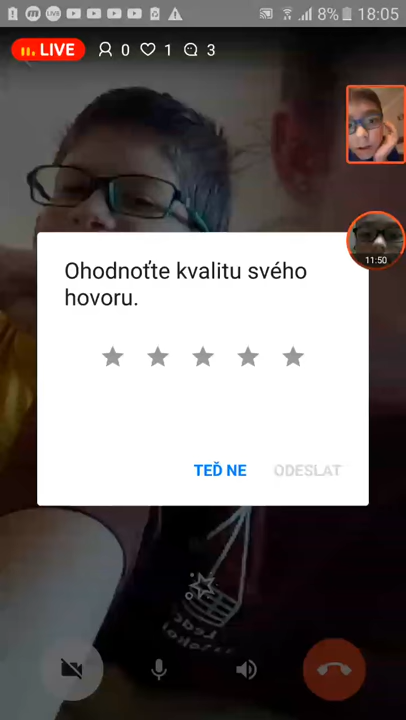 8% 18:05
LIVE 0 1 3
11:50
Ohodnoťte kvalitu svého
hovoru.
TEĎ NE ODESLAT